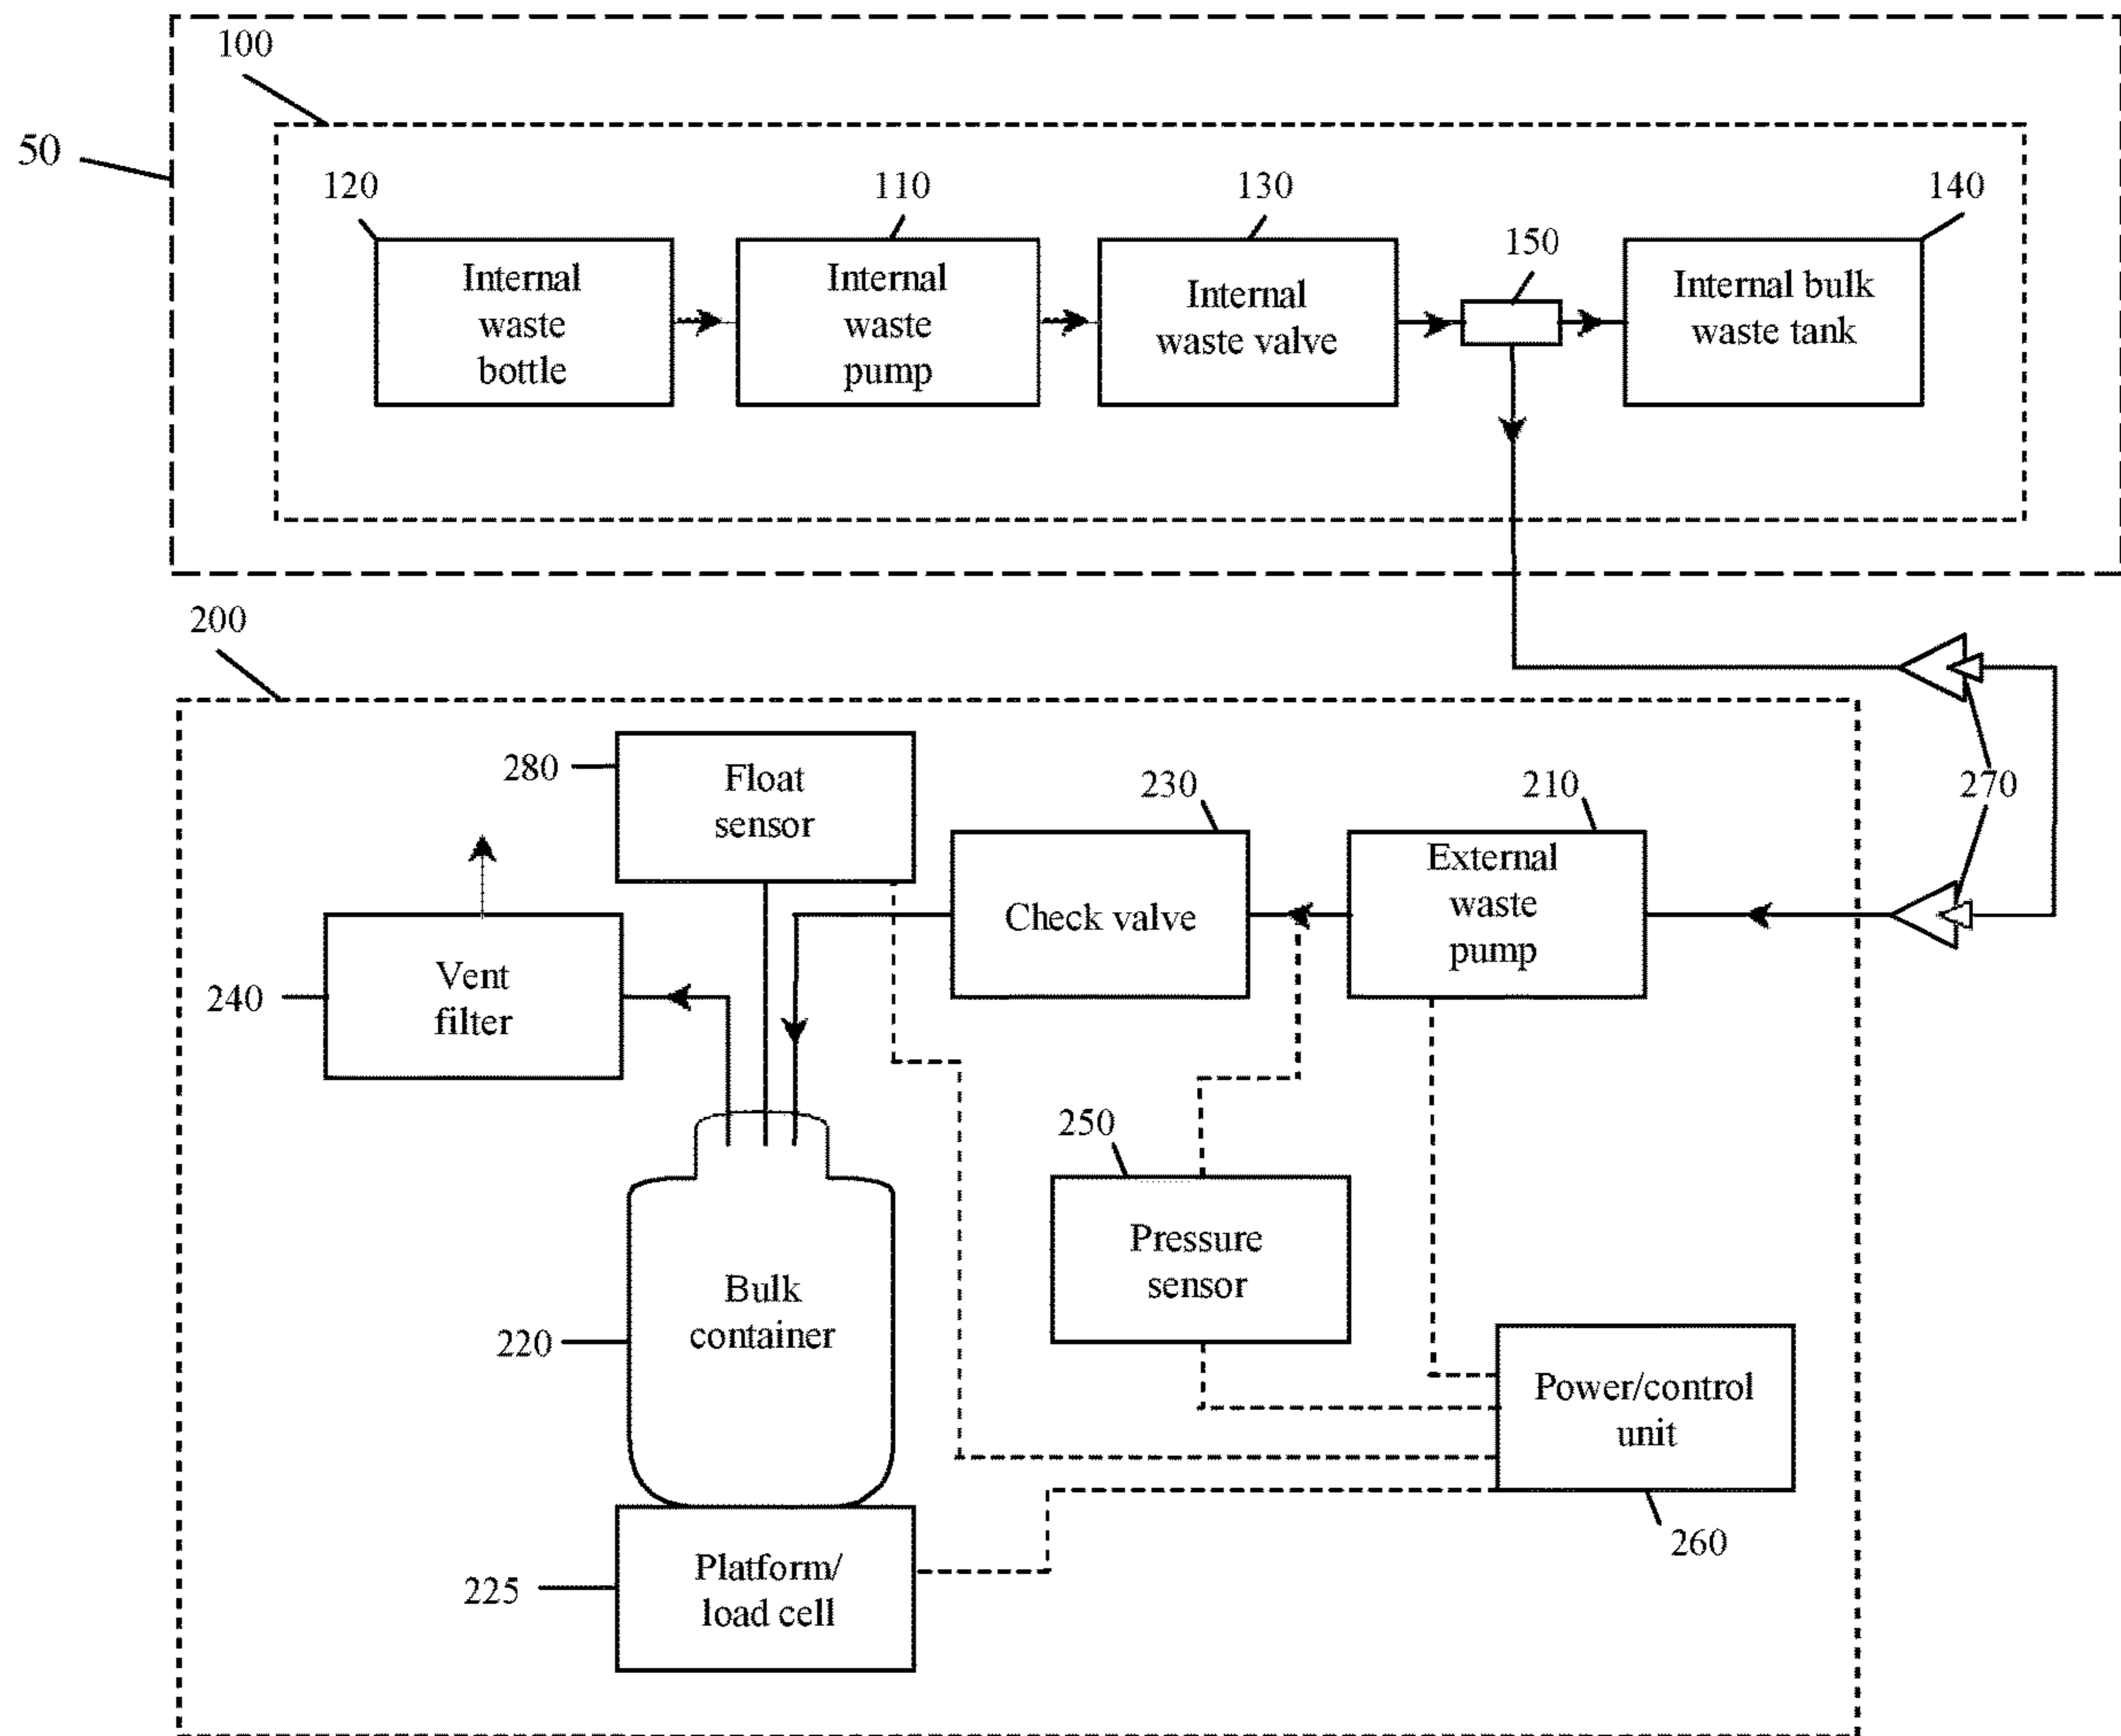 100
50
120
110
130
150
140
Internal
waste
bottle
Internal
waste
pump
Internal
waste valve
Internal bulk
waste tank
200
280
Float
sensor
230
210
270
Check valve
External
waste
pump
240
Vent
filter
250
Pressure
sensor
220
Bulk
container
Power/control
unit
260
225
Platform/
load cell